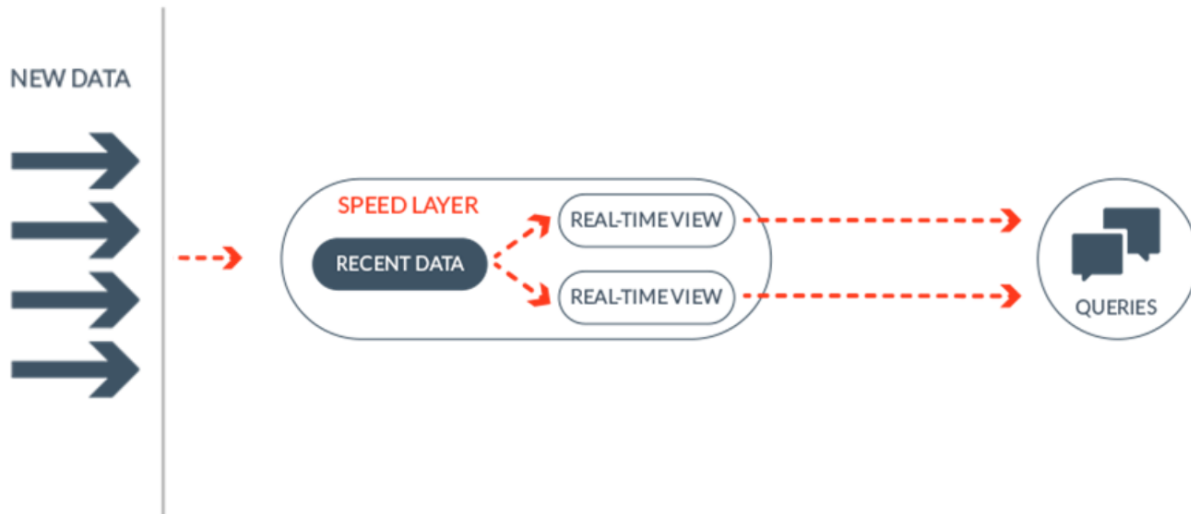 NEW DATA
SPEED LAYER
RECENT DATA
REAL-TIME VIEW
REAL-TIME VIEW
QUERIES